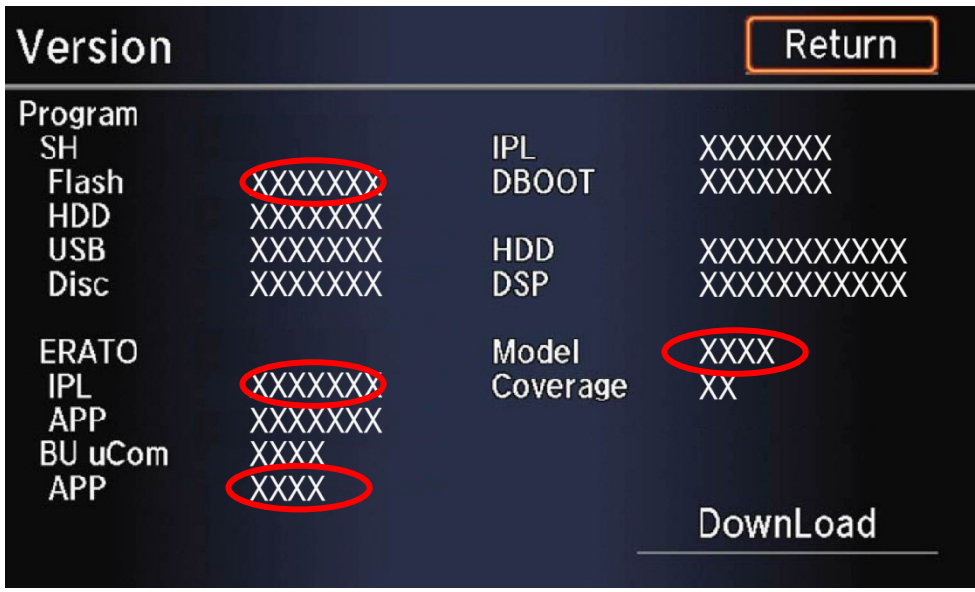 Version Return
Program
SH IPL XXXXXXX
Flash XXXXXXX DBOOT XXXXXXX
HDD XXXXXXX
USB XXXXXXX HDD XXXXXXXXXXX
Disc XXXXXXX DSP XXXXXXXXXXX
ERATO Model XXXX
IPL XXXXXXX Coverage XX
APP XXXXXXX
BU uCom XXXX
APP XXXX
DownLoad